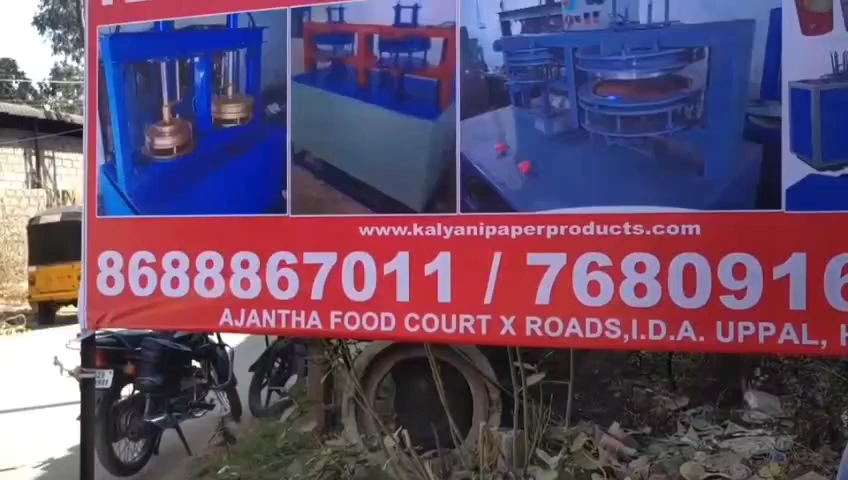 www.kalyanipaperproducts.com
8688867011 / 768091
AJANTHA FOOD COURT X ROADS,I.D.A. UPPAL,